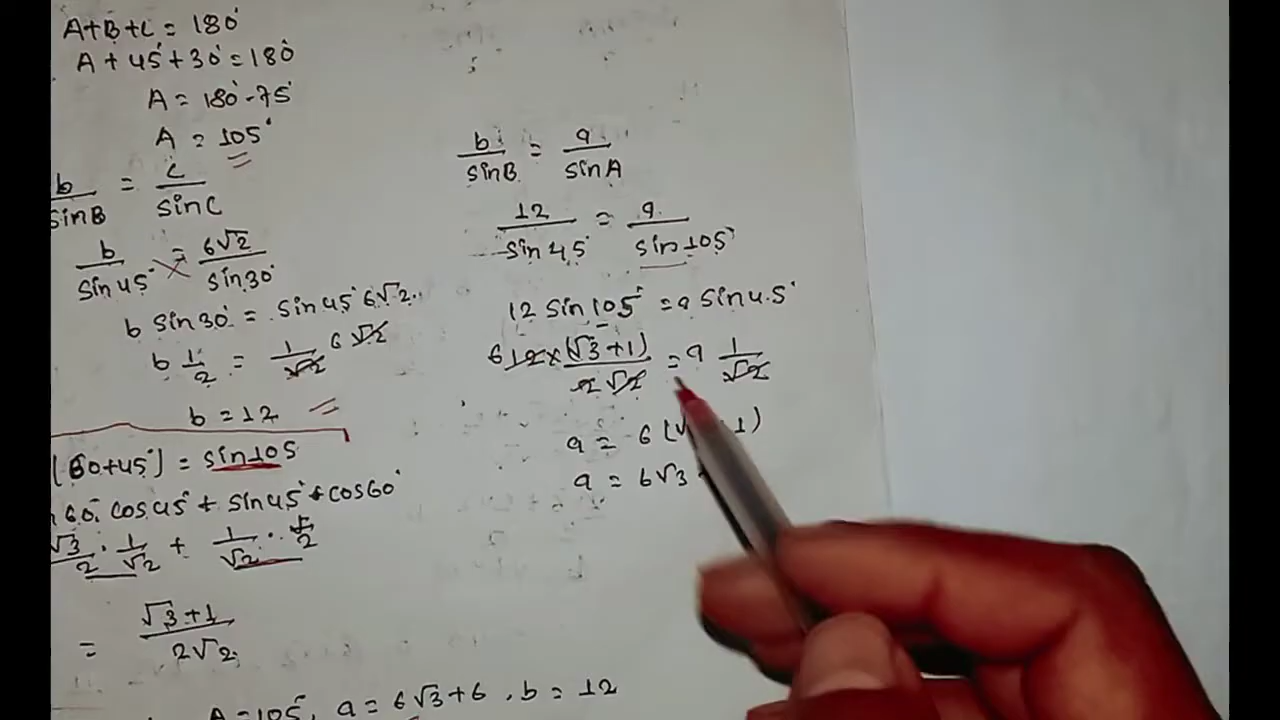 A+B+C = 180°
A + 45° + 30° = 180°
A = 180° - 75°
A = 105°
b/sinB = c/sinC
b/sin45° = 6√2/sin30°
b sin30° = sin45° 6√2
b 1/2 = 1/√2 6√2
b = 12
60+45°) = sin105
60° cos45° + sin45° + cos60°
√3/2 · 1/√2 + 1/√2 ·
= √3+1/2√2
A=105°, a = 6√3+6, b = 12
b/sinB = a/sinA
12/sin45° = a/sin105°
12 sin105° = a sin45°
6 12×(√3+1)/2√2 = a 1/√2
a = 6(√ 1)
a = 6√3